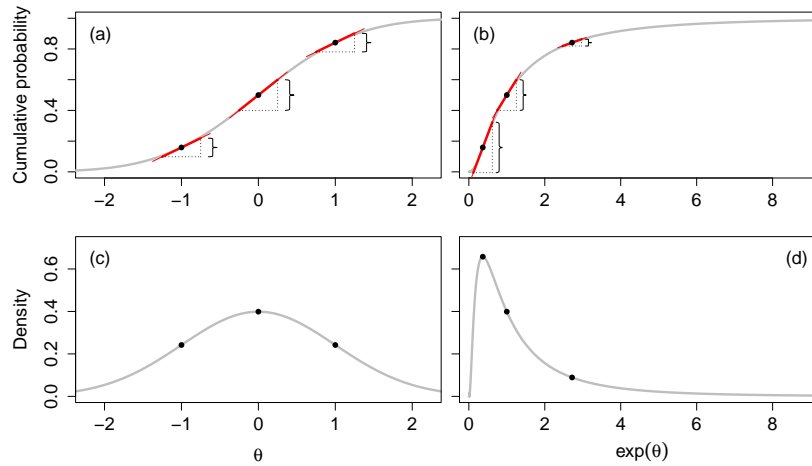 Cumulative probability
0.0 0.4 0.8
(a)
−2 −1 0 1 2
(b)
0 2 4 6 8
Density
0.0 0.2 0.4 0.6
(c)
−2 −1 0 1 2
θ
(d)
0 2 4 6 8
exp(θ)